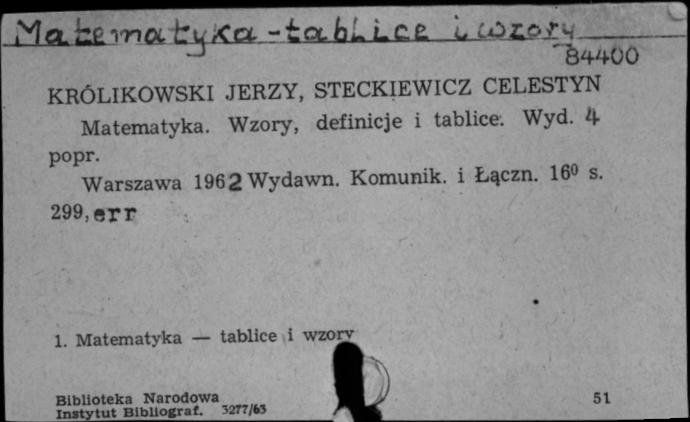 Matematyka - tablice i wzory
84400
KRÓLIKOWSKI JERZY, STECKIEWICZ CELESTYN
Matematyka. Wzory, definicje i tablice. Wyd. 4
popr.
Warszawa 1962 Wydawn. Komunik. i Łączn. 16⁰ s.
299, err
1. Matematyka — tablice i wzory
Biblioteka Narodowa 51
Instytut Bibliograf. 3277/63